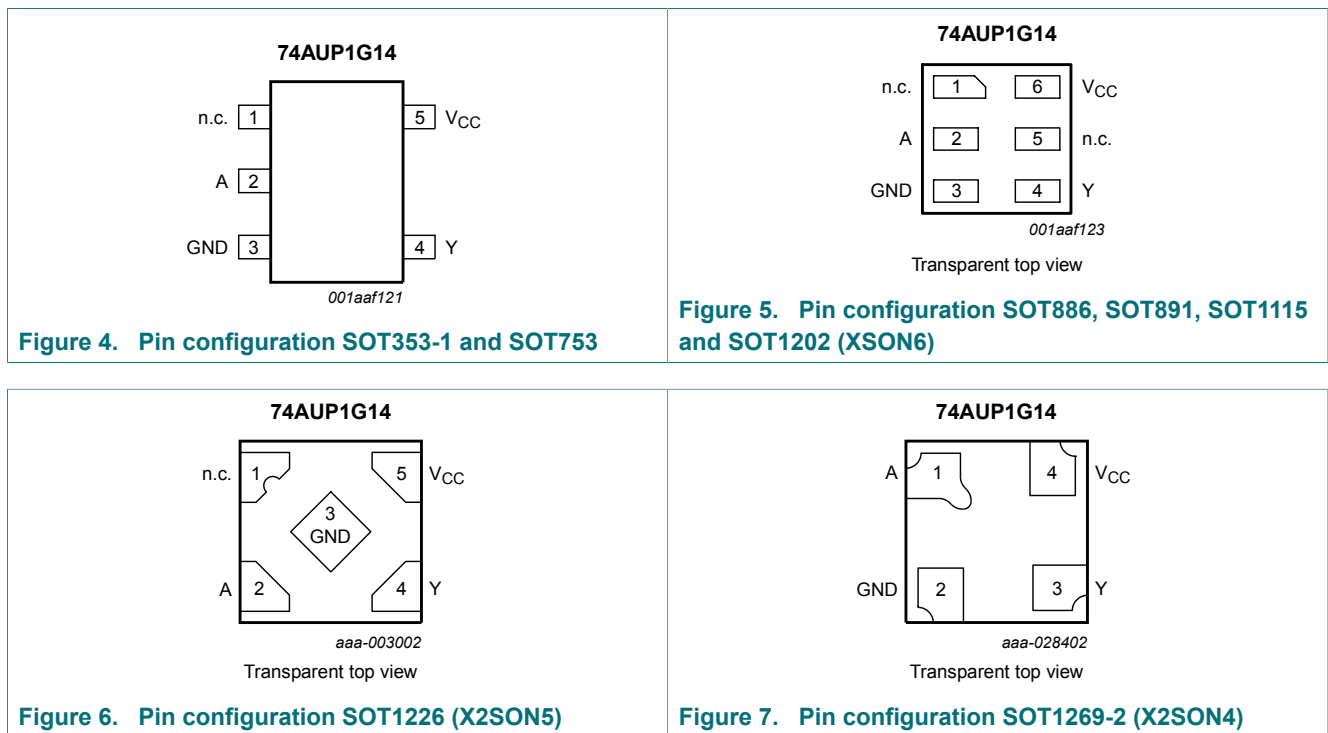 74AUP1G14
n.c. 1 5 VCC
A 2
GND 3 4 Y
001aaf121
Figure 4. Pin configuration SOT353-1 and SOT753
74AUP1G14
n.c. 1 6 VCC
A 2 5 n.c.
GND 3 4 Y
001aaf123
Transparent top view
Figure 5. Pin configuration SOT886, SOT891, SOT1115
and SOT1202 (XSON6)
74AUP1G14
n.c. 1 5 VCC
3
GND
A 2 4 Y
aaa-003002
Transparent top view
Figure 6. Pin configuration SOT1226 (X2SON5)
74AUP1G14
A 1 4 VCC
GND 2 3 Y
aaa-028402
Transparent top view
Figure 7. Pin configuration SOT1269-2 (X2SON4)